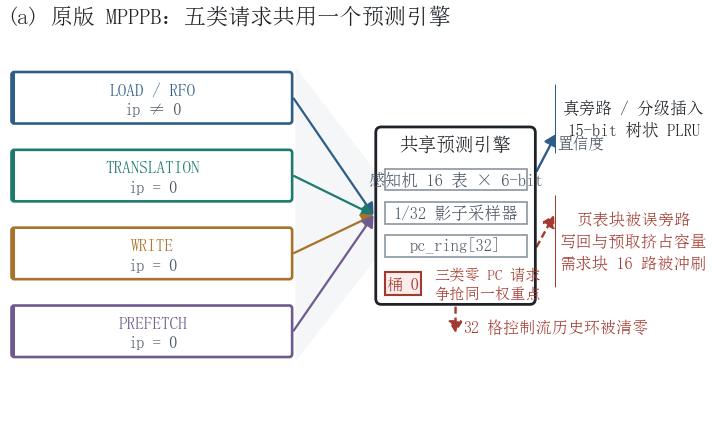 (a) 原版 MPPPB: 五类请求共用一个预测引擎
LOAD / RFO
ip ≠ 0
TRANSLATION
ip = 0
WRITE
ip = 0
PREFETCH
ip = 0
共享预测引擎
感知机 16 表 × 6-bit
1/32 影子采样器
pc_ring[32]
桶 0
三类零 PC 请求
争抢同一权重点
32 格控制流历史环被清零
真旁路 / 分级插入
15-bit 树状 PLRU
置信度
页表块被误旁路
写回与预取挤占容量
需求块 16 路被冲刷